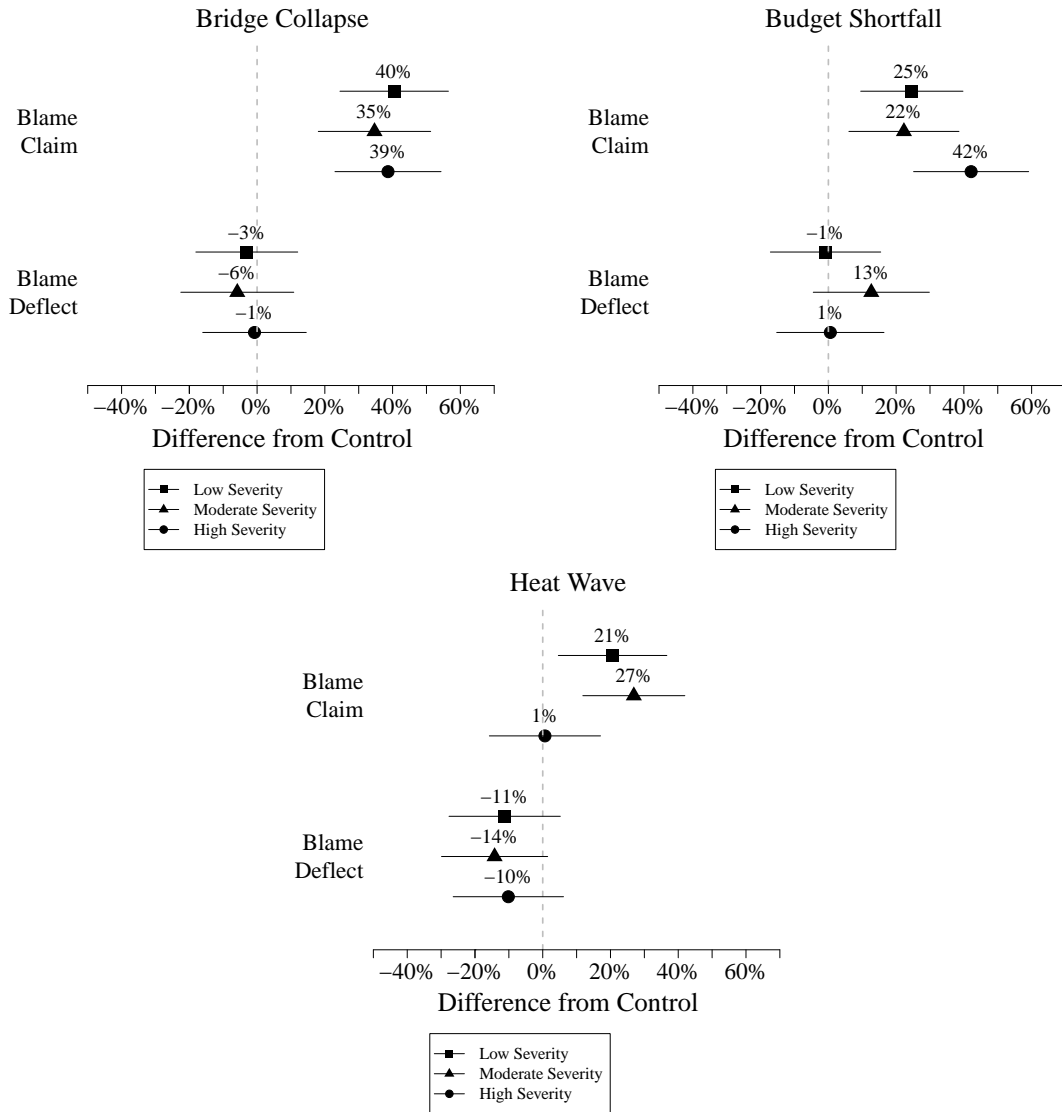 Bridge Collapse
40%
35%
39%
Blame
Claim
−3%
−6%
−1%
Blame
Deflect
−40% −20% 0% 20% 40% 60%
Difference from Control
Low Severity
Moderate Severity
High Severity
Budget Shortfall
25%
22%
42%
Blame
Claim
−1%
13%
1%
Blame
Deflect
−40% −20% 0% 20% 40% 60%
Difference from Control
Low Severity
Moderate Severity
High Severity
Heat Wave
21%
27%
1%
Blame
Claim
−11%
−14%
−10%
Blame
Deflect
−40% −20% 0% 20% 40% 60%
Difference from Control
Low Severity
Moderate Severity
High Severity